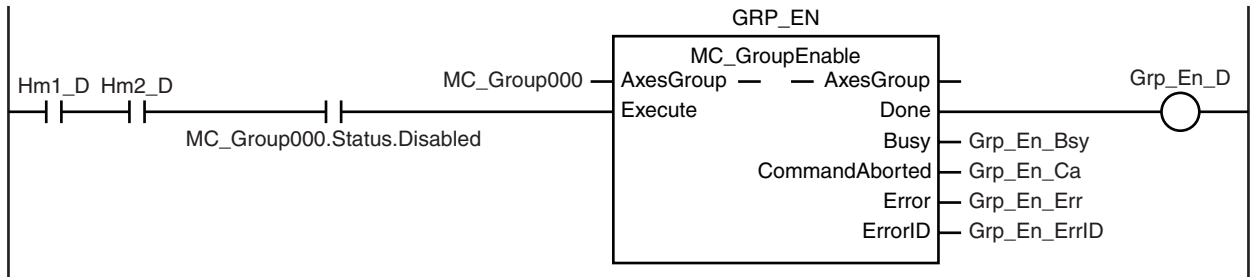 GRP_EN
MC_GroupEnable
MC_Group000 AxesGroup AxesGroup
Hm1_D Hm2_D Grp_En_D
Execute Done
MC_Group000.Status.Disabled
Busy Grp_En_Bsy
CommandAborted Grp_En_Ca
Error Grp_En_Err
ErrorID Grp_En_ErrID